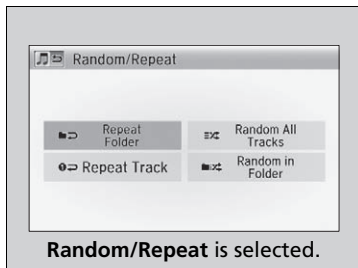 Random/Repeat
Repeat
Folder
Random All
Tracks
Repeat Track
Random in
Folder
Random/Repeat is selected.